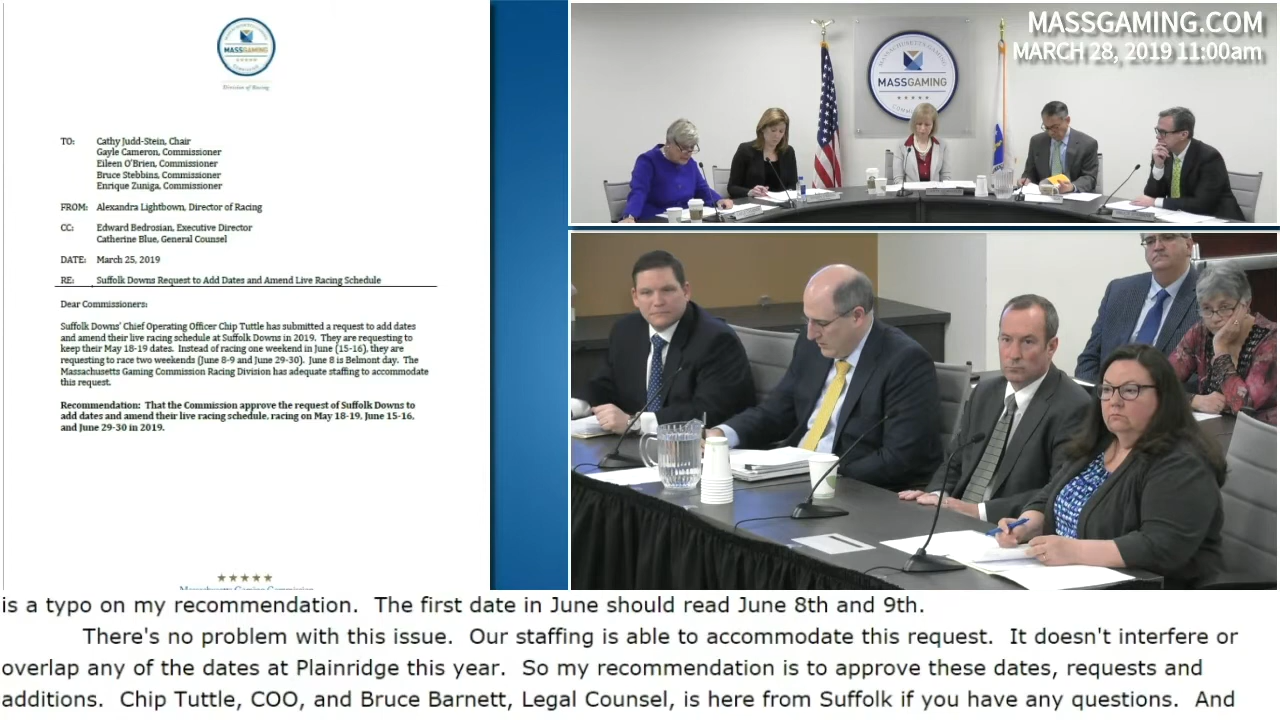 MASSGAMING
Division of Racing
TO: Cathy Judd-Stein, Chair
Gayle Cameron, Commissioner
Eileen O'Brien, Commissioner
Bruce Stebbins, Commissioner
Enrique Zuniga, Commissioner
FROM: Alexandra Lightbown, Director of Racing
CC: Edward Bedrosian, Executive Director
Catherine Blue, General Counsel
DATE: March 25, 2019
RE: Suffolk Downs Request to Add Dates and Amend Live Racing Schedule
Dear Commissioners:
Suffolk Downs' Chief Operating Officer Chip Tuttle has submitted a request to add dates
and amend their live racing schedule at Suffolk Downs in 2019. They are requesting to
keep their May 18-19 dates. Instead of racing one weekend in June (15-16), they are
requesting to race two weekends (June 8-9 and June 29-30). June 8 is Belmont day. The
Massachusetts Gaming Commission Racing Division has adequate staffing to accommodate
this request.
Recommendation: That the Commission approve the request of Suffolk Downs to
add dates and amend their live racing schedule, racing on May 18-19, June 15-16,
and June 29-30 in 2019.
Massachusetts Gaming Commission
MASSGAMING.COM
MARCH 28, 2019 11:00am
MASSACHUSETTS GAMING
MASSGAMING
is a typo on my recommendation. The first date in June should read June 8th and 9th.
There's no problem with this issue. Our staffing is able to accommodate this request. It doesn't interfere or
overlap any of the dates at Plainridge this year. So my recommendation is to approve these dates, requests and
additions. Chip Tuttle, COO, and Bruce Barnett, Legal Counsel, is here from Suffolk if you have any questions. And